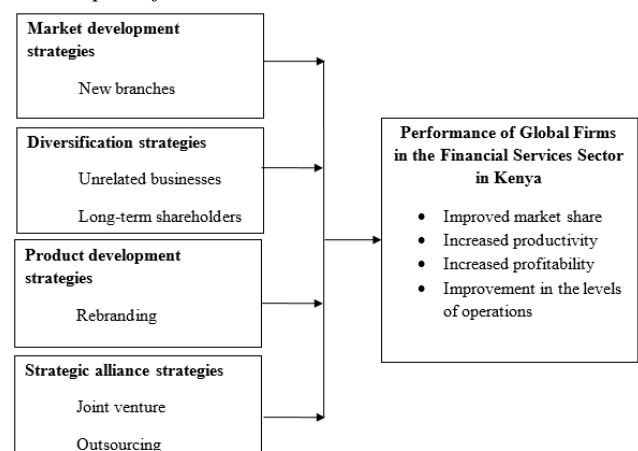 Market development
strategies
New branches
Diversification strategies
Unrelated businesses
Long-term shareholders
Product development
strategies
Rebranding
Strategic alliance strategies
Joint venture
Outsourcing
Performance of Global Firms
in the Financial Services Sector
in Kenya
• Improved market share
• Increased productivity
• Increased profitability
• Improvement in the levels
of operations